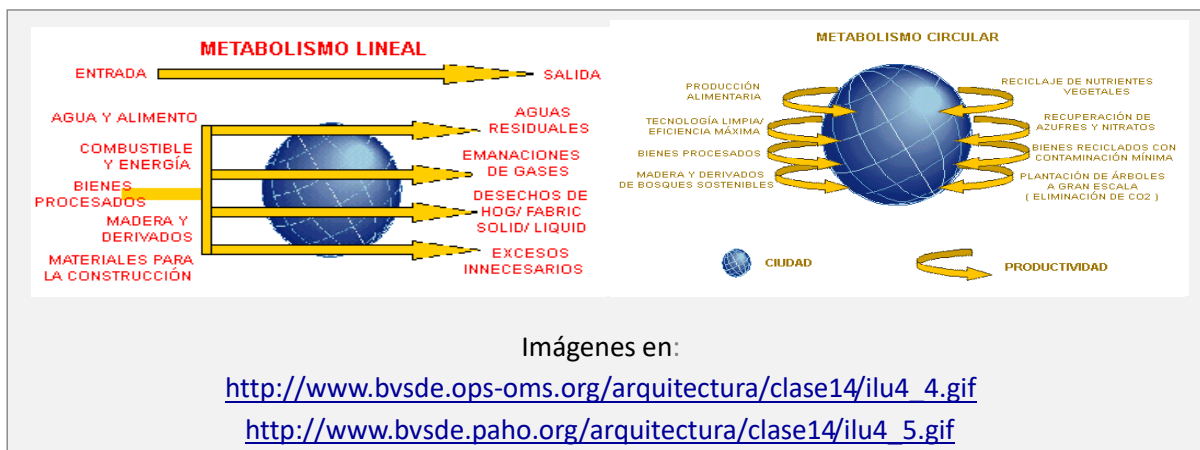 METABOLISMO LINEAL
ENTRADA
SALIDA
AGUA Y ALIMENTO
COMBUSTIBLE
Y ENERGÍA
BIENES
PROCESADOS
MADERA Y
DERIVADOS
MATERIALES PARA
LA CONSTRUCCIÓN
AGUAS
RESIDUALES
EMANACIONES
DE GASES
DESECHOS DE
HOG/ FABRIC
SOLID/ LIQUID
EXCESOS
INNECESARIOS
METABOLISMO CIRCULAR
PRODUCCIÓN
ALIMENTARIA
TECNOLOGÍA LIMPIA/
EFICIENCIA MÁXIMA
BIENES PROCESADOS
MADERA Y DERIVADOS
DE BOSQUES SOSTENIBLES
RECICLAJE DE NUTRIENTES
VEGETALES
RECUPERACIÓN DE
AZUFRES Y NITRATOS
BIENES RECICLADOS CON
CONTAMINACIÓN MÍNIMA
PLANTACIÓN DE ÁRBOLES
A GRAN ESCALA
( ELIMINACIÓN DE CO2 )
CIUDAD
PRODUCTIVIDAD
Imágenes en:
http://www.bvsde.ops-oms.org/arquitectura/clase14/ilu4_4.gif
http://www.bvsde.paho.org/arquitectura/clase14/ilu4_5.gif